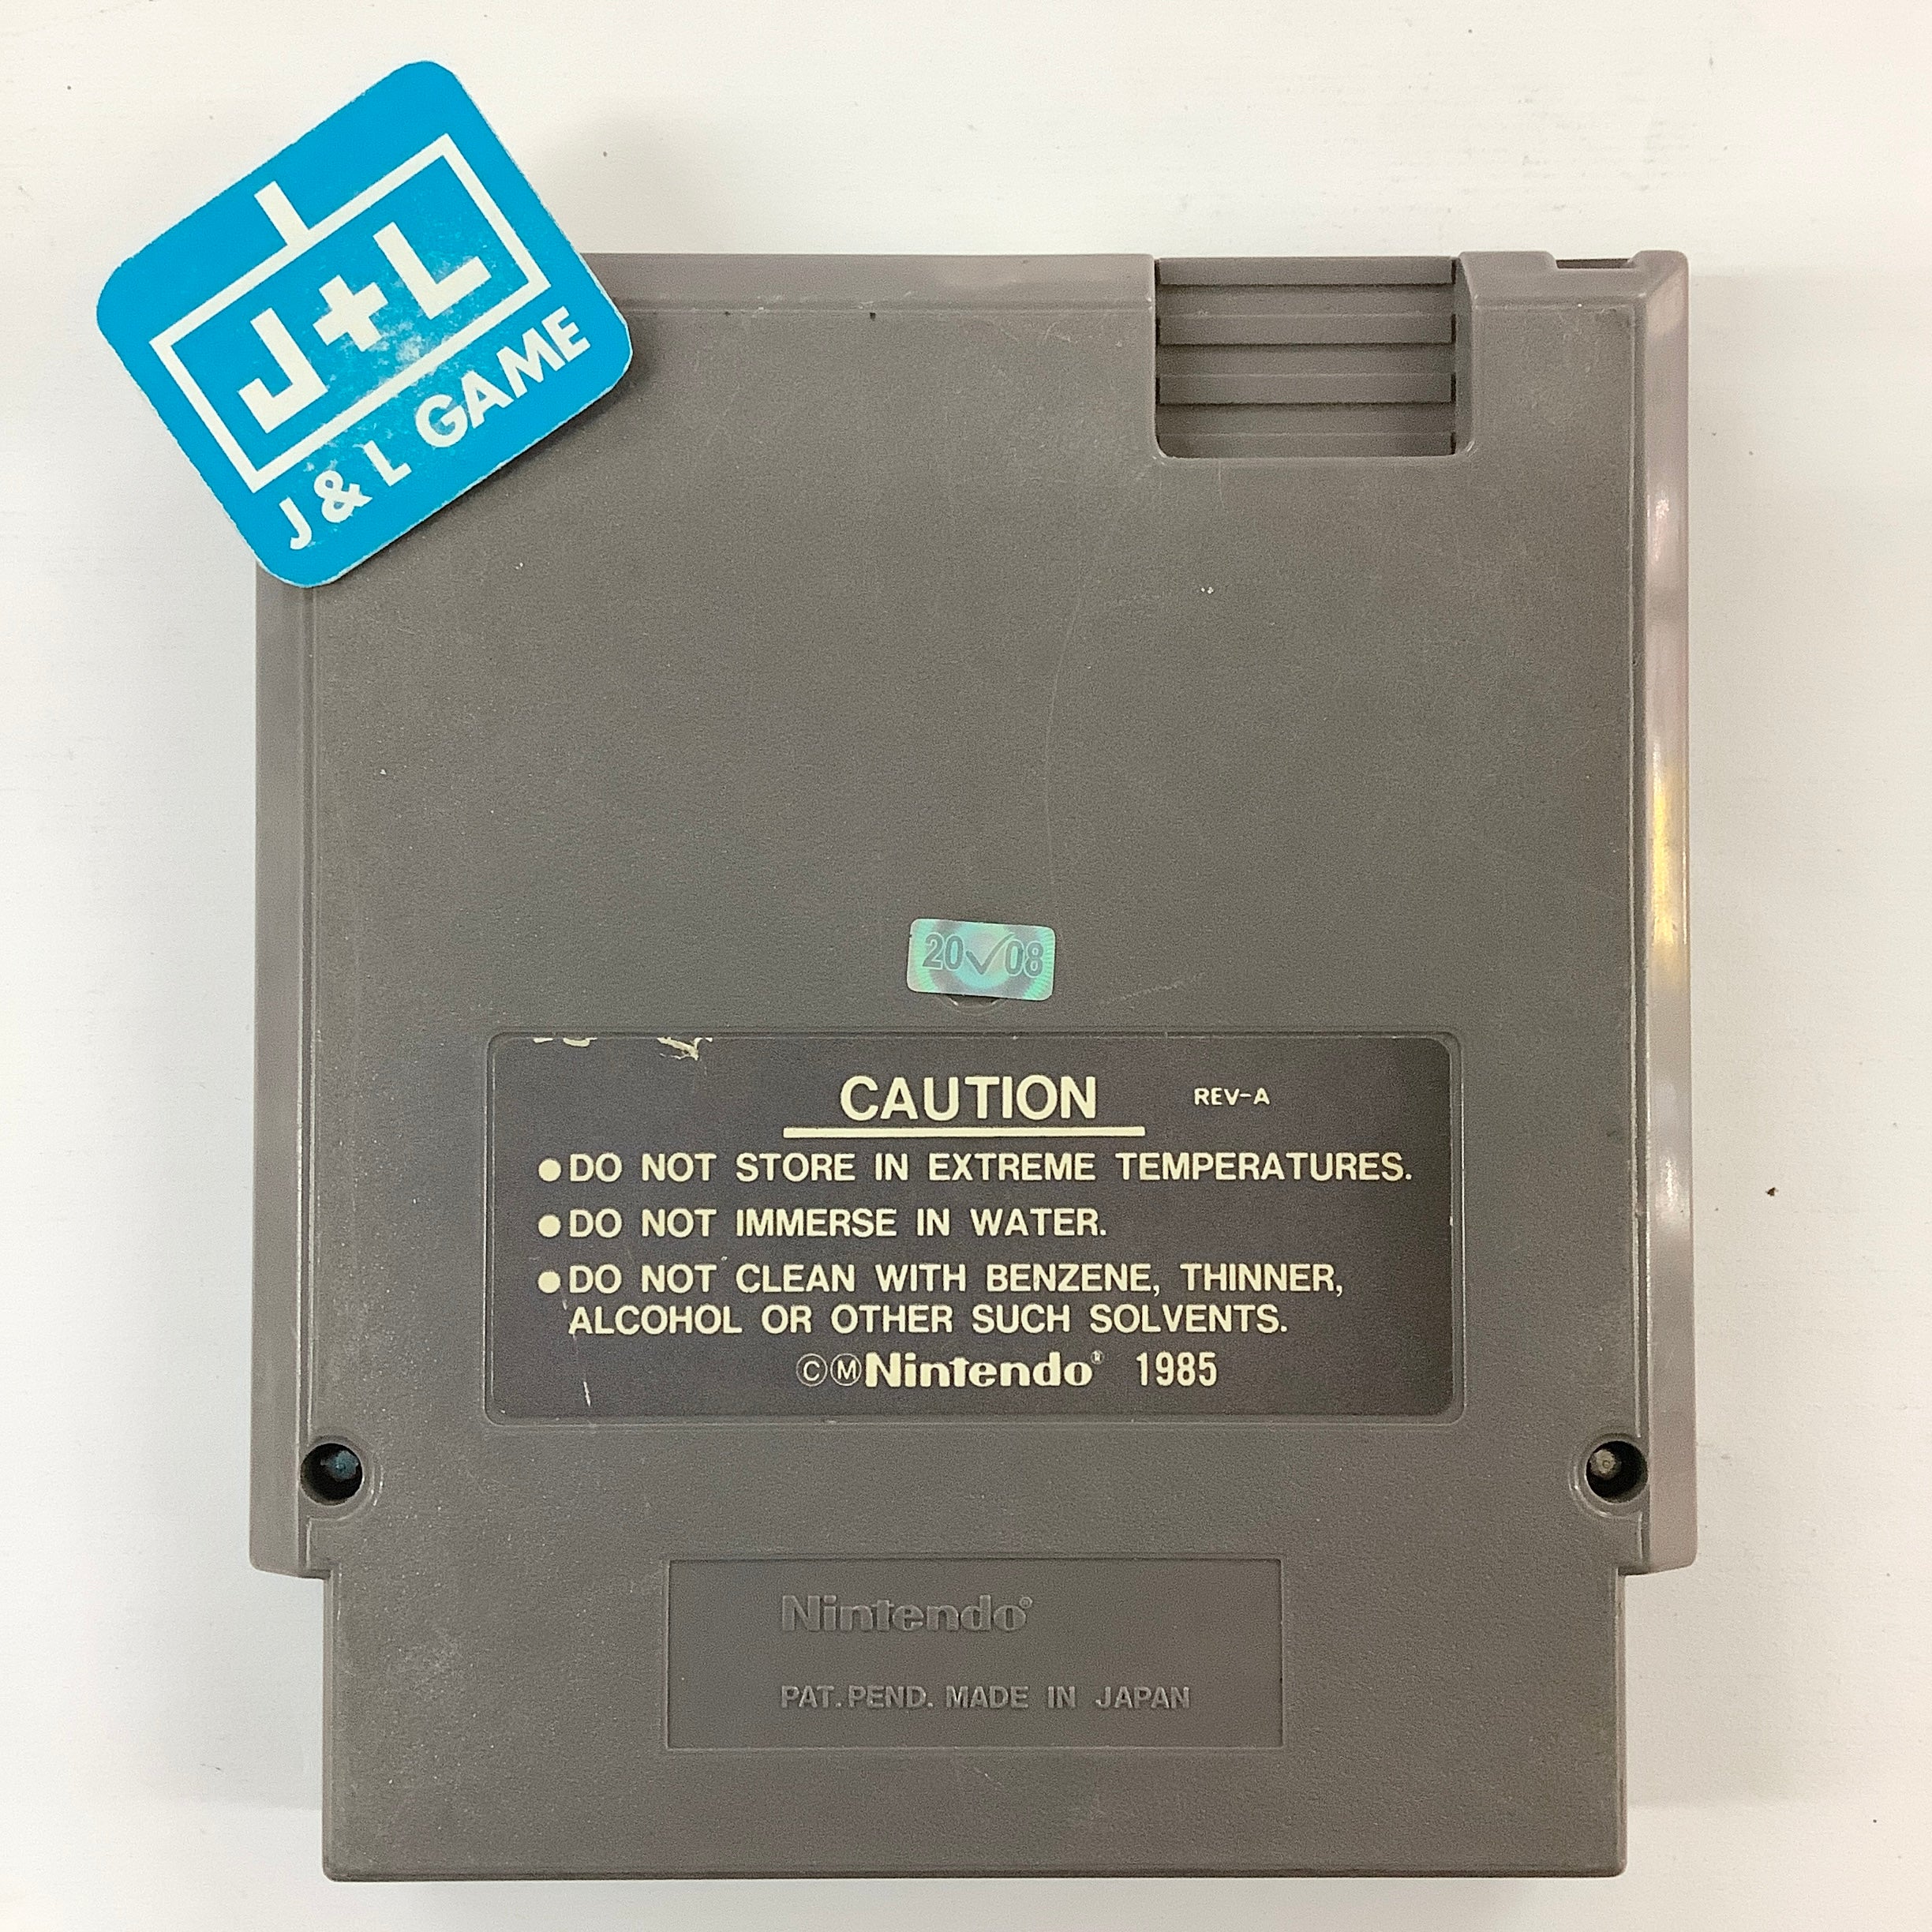 J+L
J & L GAME
20✓08
CAUTION REV-A
●DO NOT STORE IN EXTREME TEMPERATURES.
●DO NOT IMMERSE IN WATER.
●DO NOT CLEAN WITH BENZENE, THINNER,
ALCOHOL OR OTHER SUCH SOLVENTS.
ⒸⓂNintendo® 1985
Nintendo®
PAT. PEND. MADE IN JAPAN